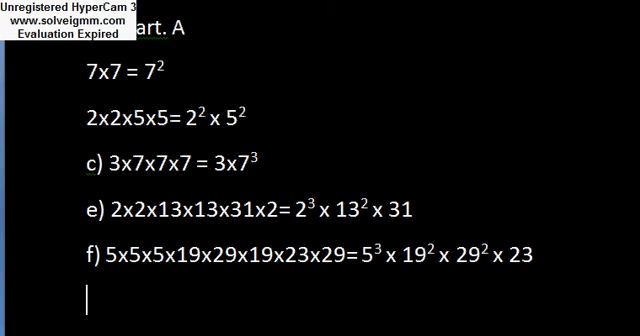 Unregistered HyperCam 3
www.solveigmm.com
Evaluation Expired
art. A
7x7 = 7²
2x2x5x5= 2² x 5²
c) 3x7x7x7 = 3x7³
e) 2x2x13x13x31x2= 2³ x 13² x 31
f) 5x5x5x19x29x19x23x29= 5³ x 19² x 29² x 23